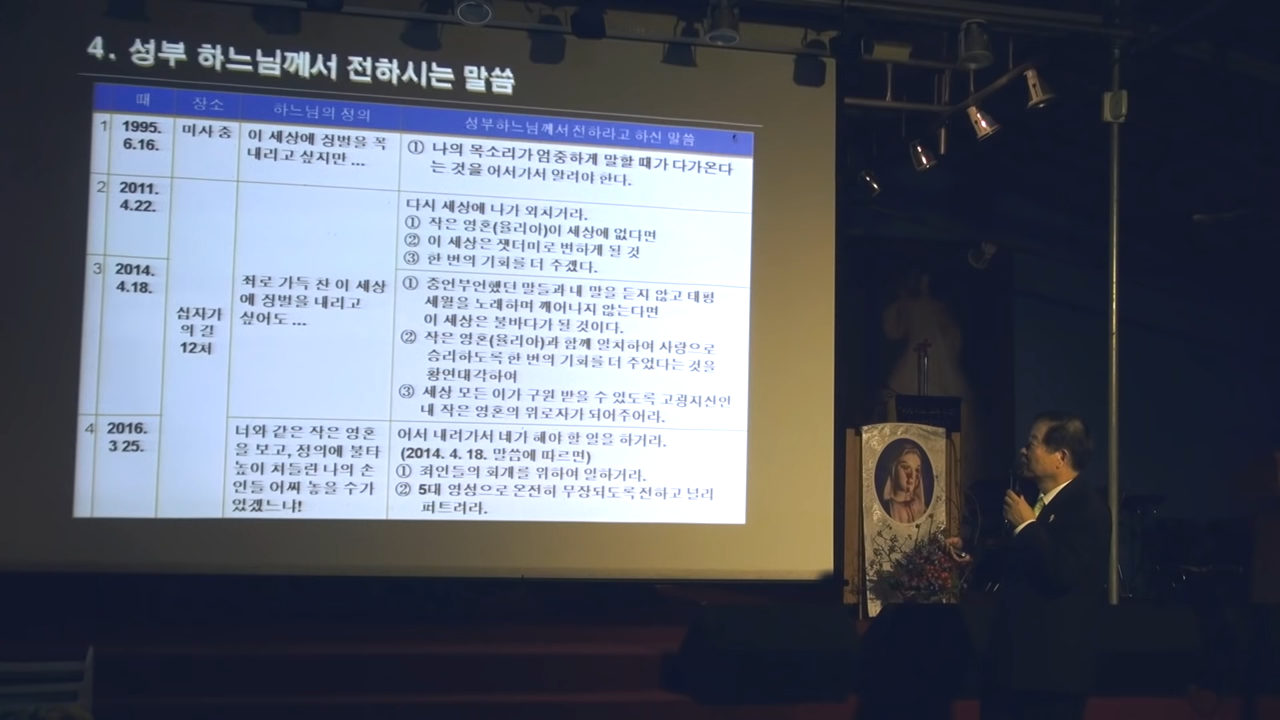 4. 성부 하느님께서 전하시는 말씀
때 장소 하느님의 정의 성부하느님께서 전하라고 하신 말씀
1 1995. 6.16. 미사 중
이 세상에 징벌을 꼭
내리고 싶지만 ...
① 나의 목소리가 엄중하게 말할 때가 다가온다
는 것을 어서가서 알려야 한다.
2 2011. 4.22.
다시 세상에 나가 외치거라.
① 작은 영혼(율리아)이 세상에 없다면
② 이 세상은 잿더미로 변하게 될 것
③ 한 번의 기회를 더 주겠다.
3 2014. 4.18.
십자가
의 길
12처
죄로 가득 찬 이 세상
에 징벌을 내리고
싶어도 ...
① 중언부언했던 말들과 내 말을 듣지 않고 태평
세월을 노래하며 깨어나지 않는다면
이 세상은 불바다가 될 것이다.
② 작은 영혼(율리아)과 함께 일치하여 사랑으로
승리하도록 한 번의 기회를 더 주었다는 것을
황연대각하여
③ 세상 모든 이가 구원 받을 수 있도록 고광지신인
내 작은 영혼의 위로자가 되어주어라.
4 2016. 3 25.
너와 같은 작은 영혼
을 보고, 정의에 불타
높이 쳐들린 나의 손
인들 어찌 놓을 수가
있겠느냐!
어서 내려가서 네가 해야 할 일을 하거라.
(2014. 4. 18. 말씀에 따르면)
① 죄인들의 회개를 위하여 일하거라.
② 5대 영성으로 온전히 무장되도록 전하고 널리
퍼트려라.